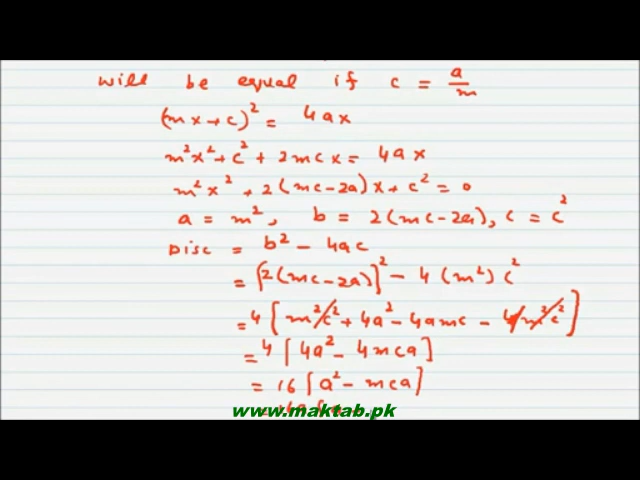 will be equal if c = a/m
(mx+c)² = 4ax
m²x²+c²+2mcx = 4ax
m²x²+2(mc-2a)x+c²=0
a = m², b = 2(mc-2a), c = c²
Disc = b² - 4ac
= [2(mc-2a)]² - 4(m²)c²
=4[m²c²+4a²-4amc-4m²c²]
=4[4a²-4mca]
= 16[a²-mca]
www.maktab.pk